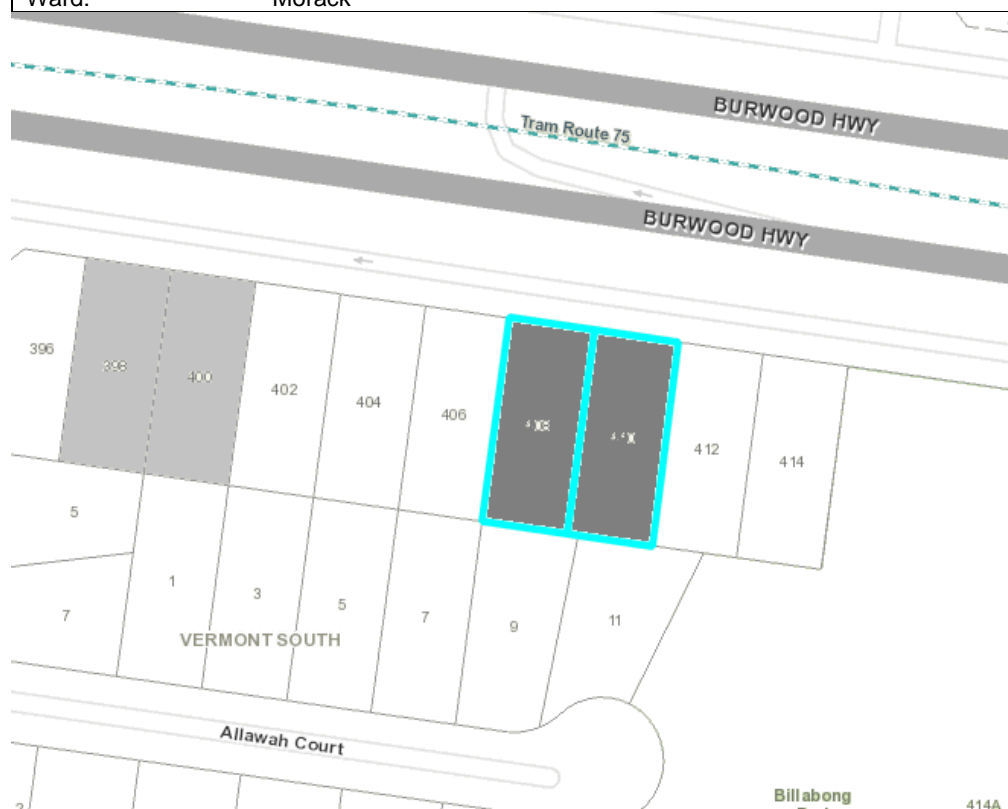 Ward: Morack
BURWOOD HWY
Tram Route 75
BURWOOD HWY
396
398
400
402
404
406
412
414
5
1
3
5
7
9
11
7
VERMONT SOUTH
Allawah Court
Billabong
414A